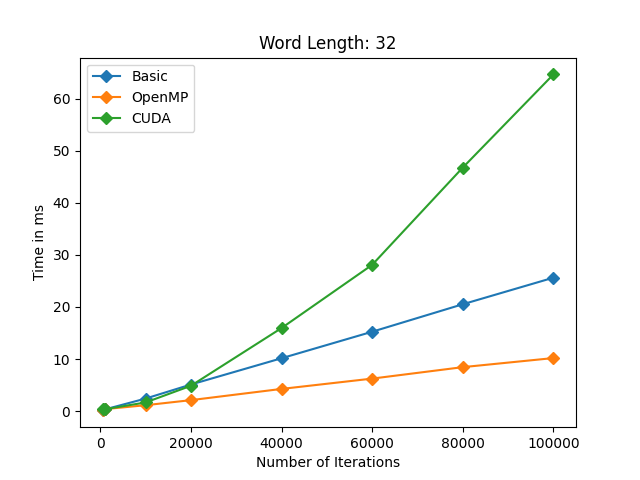 Word Length: 32
Basic
OpenMP
CUDA
60
50
40
30
20
10
0
Time in ms
0 20000 40000 60000 80000 100000
Number of Iterations